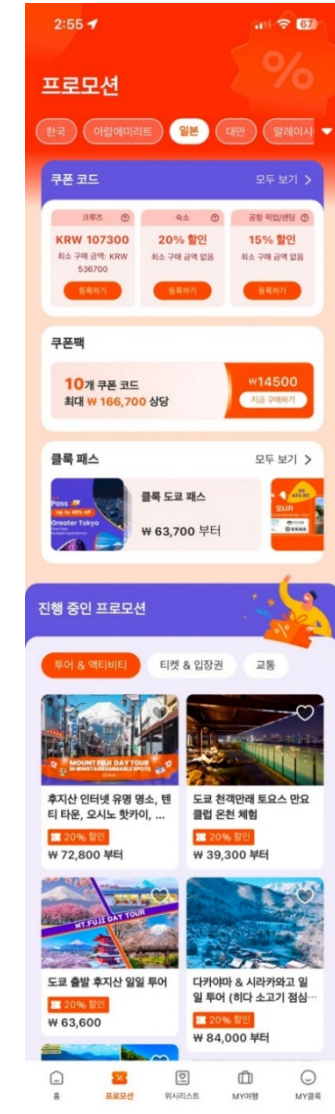 2:55
67
프로모션
한국
아랍에미리트
일본
대만
말레이시
쿠폰 코드
모두 보기
크루즈
숙소
공항 픽업/샌딩
KRW 107300
20% 할인
15% 할인
최소 구매 금액: KRW
536700
최소 구매 금액 없음
최소 구매 금액 없음
등록하기
등록하기
등록하기
쿠폰팩
10개 쿠폰 코드
최대 ₩ 166,700 상당
₩14500
지금 구매하기
클룩 패스
모두 보기
Pass
Up to 48% off
Greater Tokyo
클룩 도쿄 패스
₩ 63,700 부터
오사카
진행 중인 프로모션
투어 & 액티비티
티켓 & 입장권
교통
MOUNT FUJI DAY TOUR
IN #INSTAGRAMMABLE SPOTS
후지산 인터넷 유명 명소, 텐
티 타운, 오시노 핫카이, ...
20% 할인
₩ 72,800 부터
도쿄 천객만래 토요스 만요
클럽 온천 체험
20% 할인
₩ 39,300 부터
MT.FUJI DAY TOUR
도쿄 출발 후지산 일일 투어
20% 할인
₩ 63,600
다카야마 & 시라카와고 일
일 투어 (히다 소고기 점심...
20% 할인
₩ 84,000 부터
홈
프로모션
위시리스트
MY여행
MY클룩